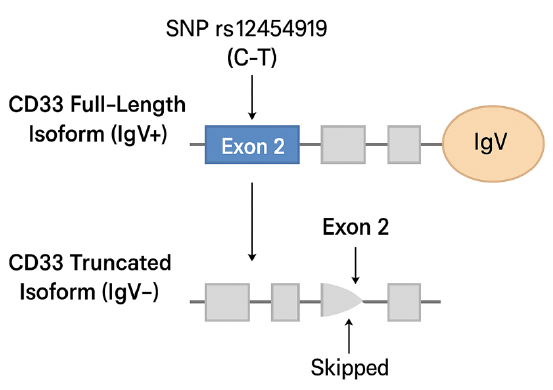 SNP rs12454919
(C-T)
CD33 Full-Length
Isoform (IgV+)
Exon 2
IgV
Exon 2
CD33 Truncated
Isoform (IgV-)
Skipped